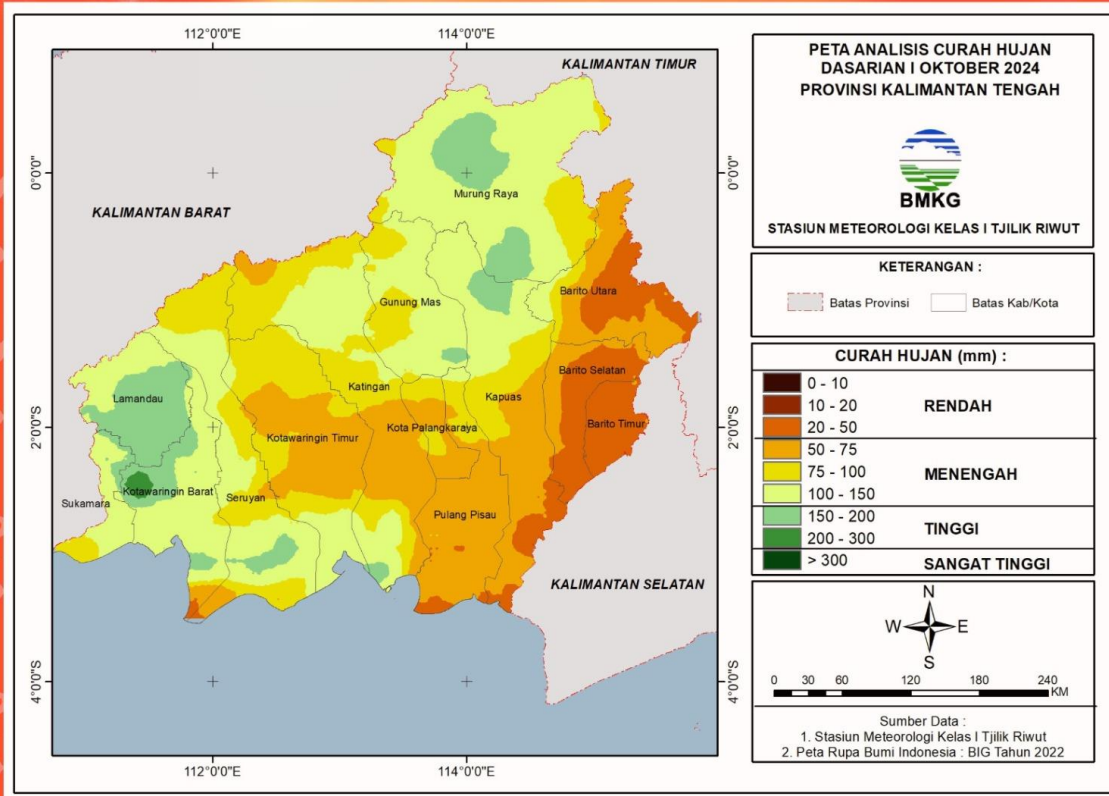 112°0'0"E
114°0'0"E
KALIMANTAN TIMUR
0°0'0"
0°0'0"
Murung Raya
KALIMANTAN BARAT
Gunung Mas
Barito Utara
Katingan
Kapuas
Barito Selatan
Lamandau
2°0'0"S
Kotawaringin Timur
Kota Palangkaraya
Barito Timur
2°0'0"S
Sukamara
Kotawaringin Barat
Seruyan
Pulang Pisau
KALIMANTAN SELATAN
4°0'0"S
4°0'0"S
112°0'0"E
114°0'0"E
PETA ANALISIS CURAH HUJAN
DASARIAN I OKTOBER 2024
PROVINSI KALIMANTAN TENGAH
BMKG
STASIUN METEOROLOGI KELAS I TJILIK RIWUT
KETERANGAN :
Batas Provinsi
Batas Kab/Kota
CURAH HUJAN (mm) :
0 - 10
10 - 20
RENDAH
20 - 50
50 - 75
75 - 100
MENENGAH
100 - 150
150 - 200
TINGGI
200 - 300
> 300
SANGAT TINGGI
N
W
E
S
0 30 60 120 180 240
KM
Sumber Data :
1. Stasiun Meteorologi Kelas I Tjilik Riwut
2. Peta Rupa Bumi Indonesia : BIG Tahun 2022